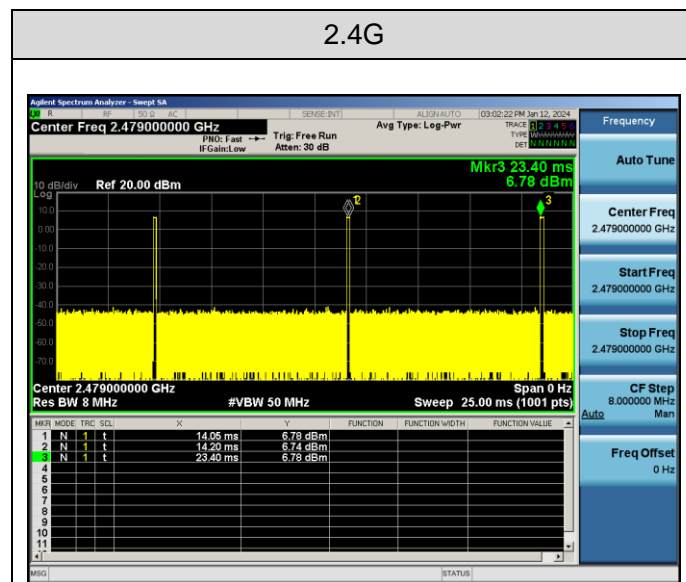 2.4G
Agilent Spectrum Analyzer - Swept SA
R RF 50 Ω AC SENSE:INT ALIGN AUTO 03:02:22 PM Jan 12, 2024
Center Freq 2.479000000 GHz
PNO: Fast
IFGain:Low
Trig: Free Run
Atten: 30 dB
Avg Type: Log-Pwr
TRACE 1 2 3 4 5 6
TYPE
DET N N N N N N
Mkr3 23.40 ms
6.78 dBm
10 dB/div Ref 20.00 dBm
Log
10.0
0.00
-10.0
-20.0
-30.0
-40.0
-50.0
-60.0
-70.0
1 2
3
Center 2.479000000 GHz Span 0 Hz
Res BW 8 MHz #VBW 50 MHz Sweep 25.00 ms (1001 pts)
MKR MODE TRC SCL X Y FUNCTION FUNCTION WIDTH FUNCTION VALUE
1 N 1 t 14.05 ms 6.78 dBm
2 N 1 t 14.20 ms 6.74 dBm
3 N 1 t 23.40 ms 6.78 dBm
4
5
6
7
8
9
10
11
MSG STATUS
Frequency
Auto Tune
Center Freq
2.479000000 GHz
Start Freq
2.479000000 GHz
Stop Freq
2.479000000 GHz
CF Step
8.000000 MHz
Auto Man
Freq Offset
0 Hz